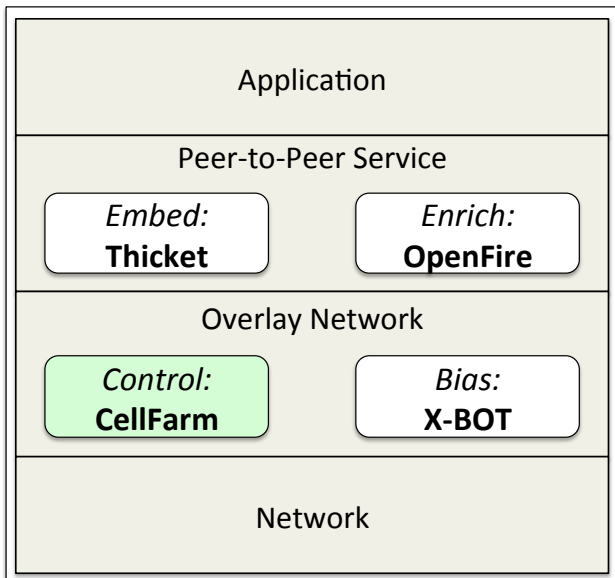 Application
Peer-to-Peer Service
Embed:
Thicket
Enrich:
OpenFire
Overlay Network
Control:
CellFarm
Bias:
X-BOT
Network